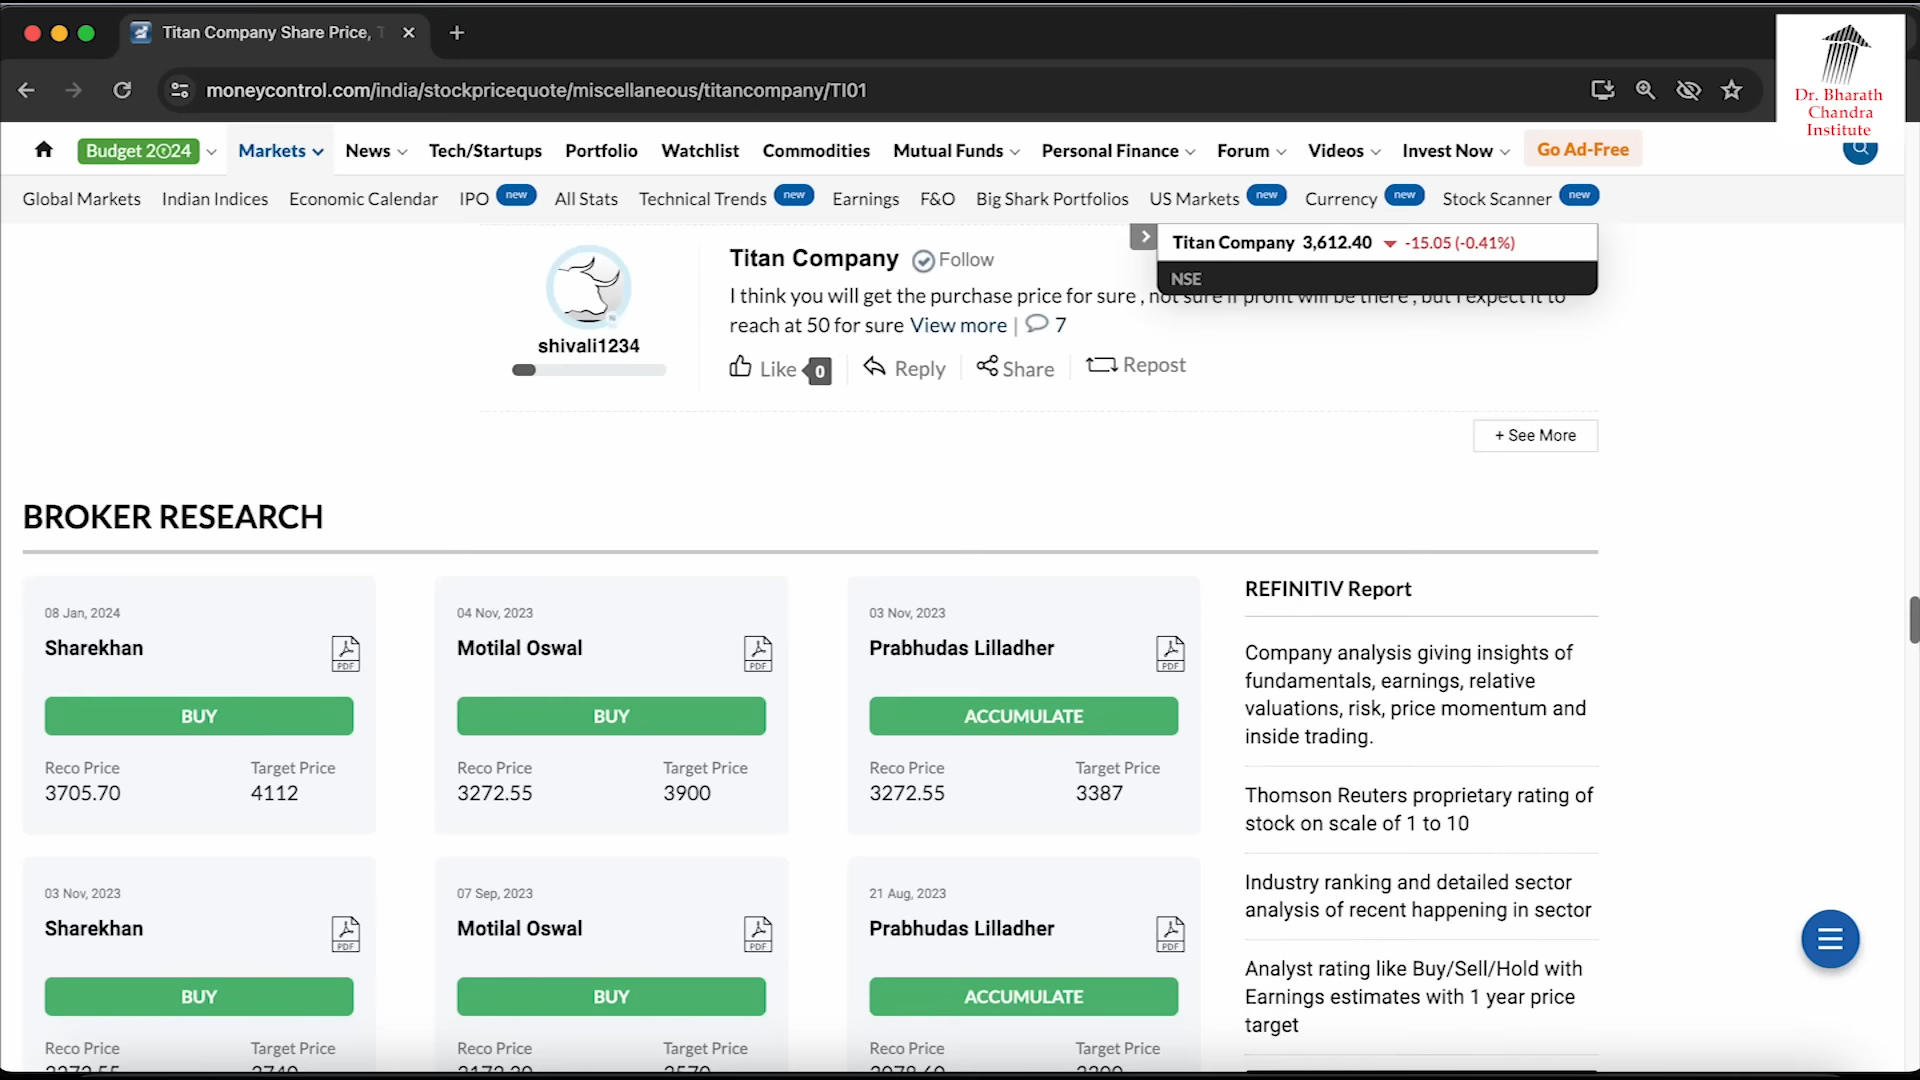 Titan Company Share Price,
moneycontrol.com/india/stockpricequote/miscellaneous/titancompany/TI01
Dr. Bharath
Chandra
Institute
Budget 2024
Markets
News
Tech/Startups
Portfolio
Watchlist
Commodities
Mutual Funds
Personal Finance
Forum
Videos
Invest Now
Go Ad-Free
Global Markets
Indian Indices
Economic Calendar
IPO new
All Stats
Technical Trends new
Earnings
F&O
Big Shark Portfolios
US Markets new
Currency new
Stock Scanner new
Titan Company 3,612.40 -15.05 (-0.41%)
NSE
shivali1234
Titan Company Follow
I think you will get the purchase price for sure , not sure if profit will be there , but I expect it to
reach at 50 for sure View more | 7
Like 0 Reply Share Repost
+ See More
BROKER RESEARCH
08 Jan, 2024
Sharekhan
PDF
BUY
Reco Price Target Price
3705.70 4112
04 Nov, 2023
Motilal Oswal
PDF
BUY
Reco Price Target Price
3272.55 3900
03 Nov, 2023
Prabhudas Lilladher
PDF
ACCUMULATE
Reco Price Target Price
3272.55 3387
03 Nov, 2023
Sharekhan
PDF
BUY
Reco Price Target Price
07 Sep, 2023
Motilal Oswal
PDF
BUY
Reco Price Target Price
21 Aug, 2023
Prabhudas Lilladher
PDF
ACCUMULATE
Reco Price Target Price
REFINITIV Report
Company analysis giving insights of
fundamentals, earnings, relative
valuations, risk, price momentum and
inside trading.
Thomson Reuters proprietary rating of
stock on scale of 1 to 10
Industry ranking and detailed sector
analysis of recent happening in sector
Analyst rating like Buy/Sell/Hold with
Earnings estimates with 1 year price
target